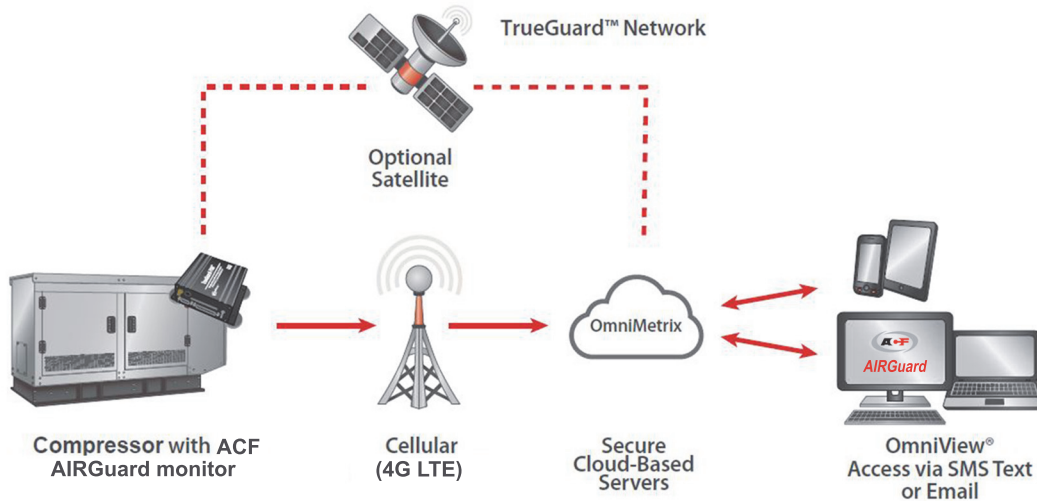 TrueGuard™ Network
Optional
Satellite
OmniMetrix
ACF
AIRGuard
Compressor with ACF
AIRGuard monitor
Cellular
(4G LTE)
Secure
Cloud-Based
Servers
OmniView®
Access via SMS Text
or Email